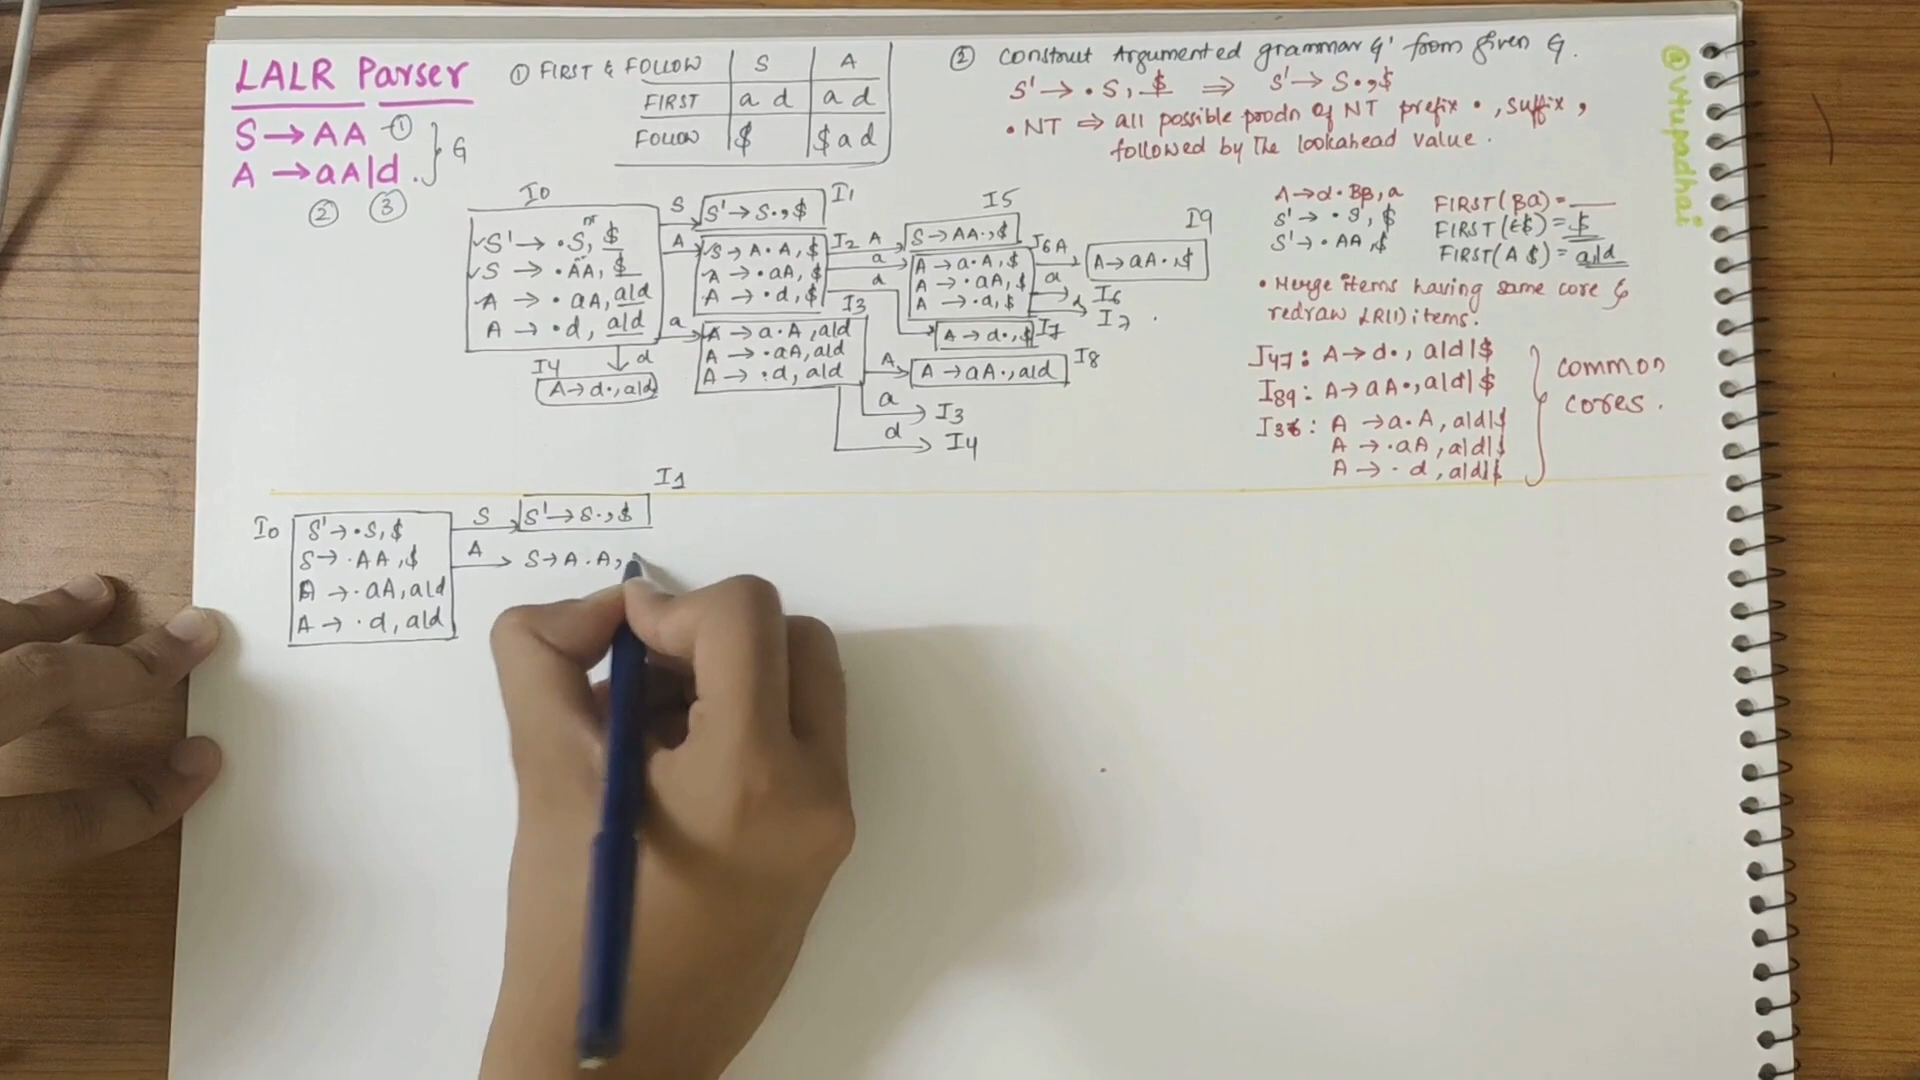 LALR Parser
S → AA -①
A → aA|d .
} G
② ③
① FIRST & FOLLOW S A
FIRST a d a d
FOLLOW $ $ a d
② Construct Argumented grammar G' from given G.
S' → • S, $ ⇒ S' → S•,$
• NT ⇒ all possible prodn of NT prefix • , suffix ,
followed by The lookahead value .
@vtupadhai
I0
S' → •S, $
S → •AA, $
A → • aA, a|d
A → •d, a|d
S
S' → S•,$
I1
A
S → A•A, $
A → •aA, $
A → •d, $
I2
a
A → a•A, a|d
A → •aA, a|d
A → •d, a|d
I3
d
I4
A → d•, a|d
A
S → AA•, $
I5
a
A → a•A, $
A → •aA, $
A → •d, $
I6
d
A → d•, $
I7
A
A → aA•, $
I9
a I6
d I7 .
A
A → aA•, a|d
I8
a I3
d I4
A → d• Bβ, a FIRST(βa) =
S' → • S', $ FIRST(ε$) = $
S' → • AA, $ FIRST(A $) = a|d
• Merge items having same core &
redraw LR(1) items.
I47 : A → d•, a|d|$
I89 : A → aA•, a|d|$
I36 : A → a•A, a|d|$
A → •aA, a|d|$
A → • d, a|d|$
common
cores .
I0
S' → •S, $
S → •AA, $
A → •aA, a|d
A → •d, a|d
S
S' → S•, $
I1
A
S → A•A,